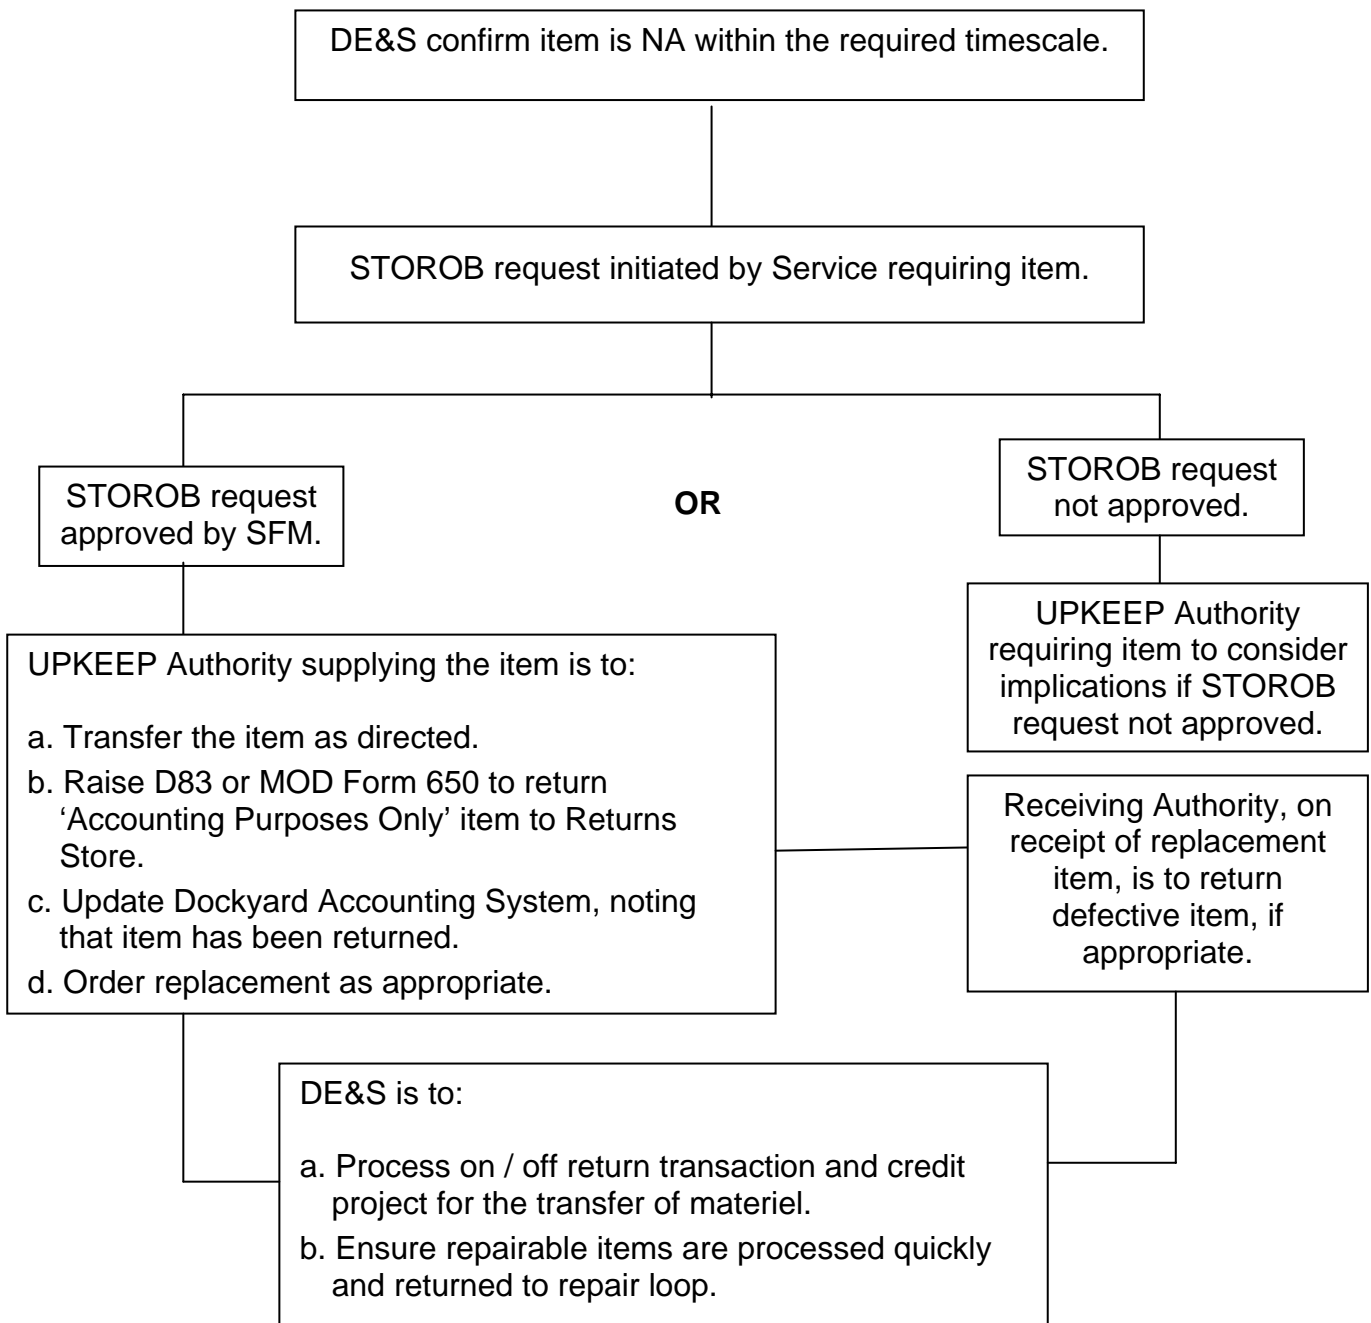 DE&S confirm item is NA within the required timescale.
STOROB request initiated by Service requiring item.
STOROB request
approved by SFM.
OR
STOROB request
not approved.
UPKEEP Authority
requiring item to consider
implications if STOROB
request not approved.
UPKEEP Authority supplying the item is to:
a. Transfer the item as directed.
b. Raise D83 or MOD Form 650 to return
‘Accounting Purposes Only’ item to Returns
Store.
c. Update Dockyard Accounting System, noting
that item has been returned.
d. Order replacement as appropriate.
Receiving Authority, on
receipt of replacement
item, is to return
defective item, if
appropriate.
DE&S is to:
a. Process on / off return transaction and credit
project for the transfer of materiel.
b. Ensure repairable items are processed quickly
and returned to repair loop.